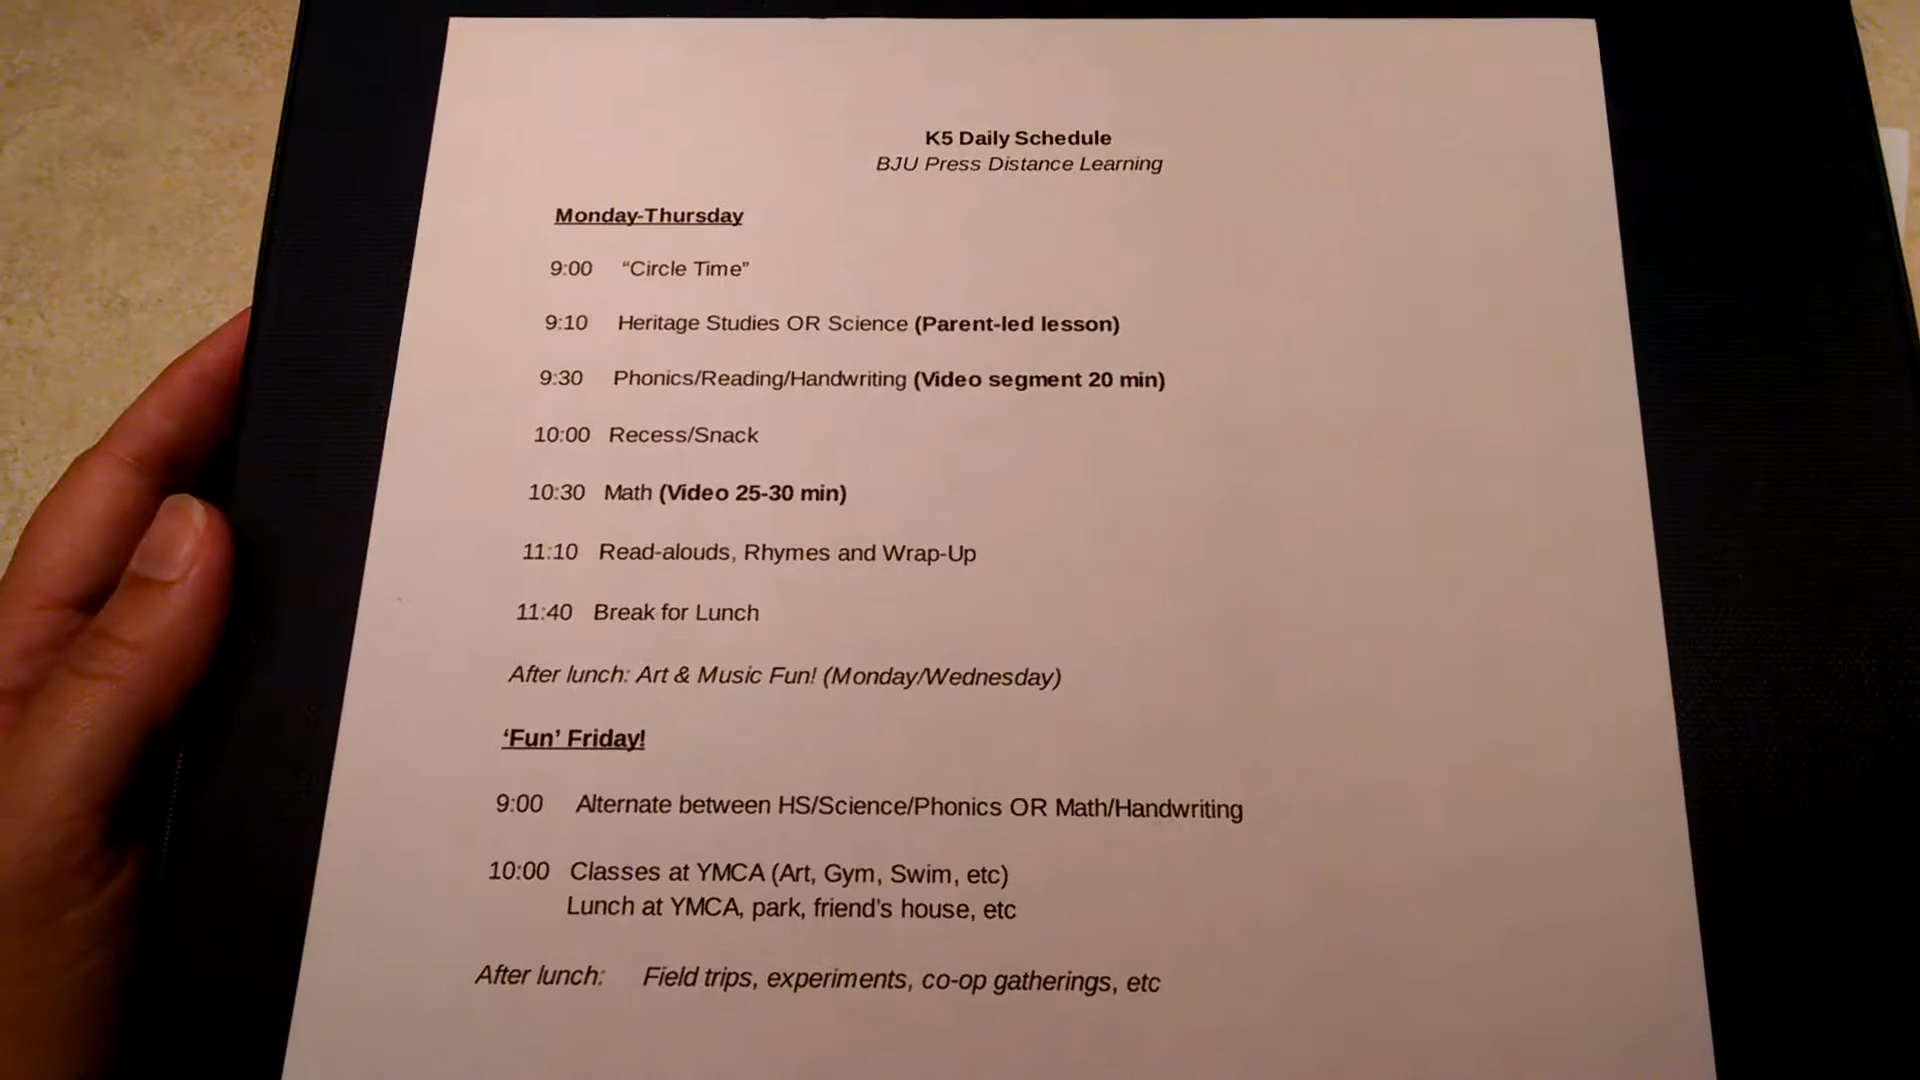 K5 Daily Schedule
BJU Press Distance Learning
Monday-Thursday
9:00 “Circle Time”
9:10 Heritage Studies OR Science (Parent-led lesson)
9:30 Phonics/Reading/Handwriting (Video segment 20 min)
10:00 Recess/Snack
10:30 Math (Video 25-30 min)
11:10 Read-alouds, Rhymes and Wrap-Up
11:40 Break for Lunch
After lunch: Art & Music Fun! (Monday/Wednesday)
‘Fun’ Friday!
9:00 Alternate between HS/Science/Phonics OR Math/Handwriting
10:00 Classes at YMCA (Art, Gym, Swim, etc)
Lunch at YMCA, park, friend’s house, etc
After lunch: Field trips, experiments, co-op gatherings, etc